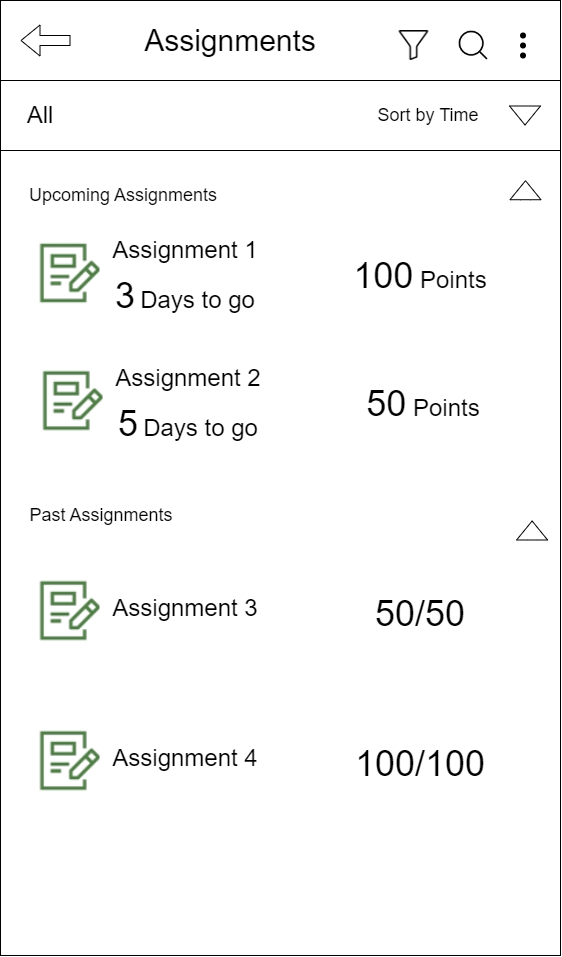 Assignments
All
Sort by Time
Upcoming Assignments
Assignment 1
3 Days to go
100 Points
Assignment 2
5 Days to go
50 Points
Past Assignments
Assignment 3
50/50
Assignment 4
100/100